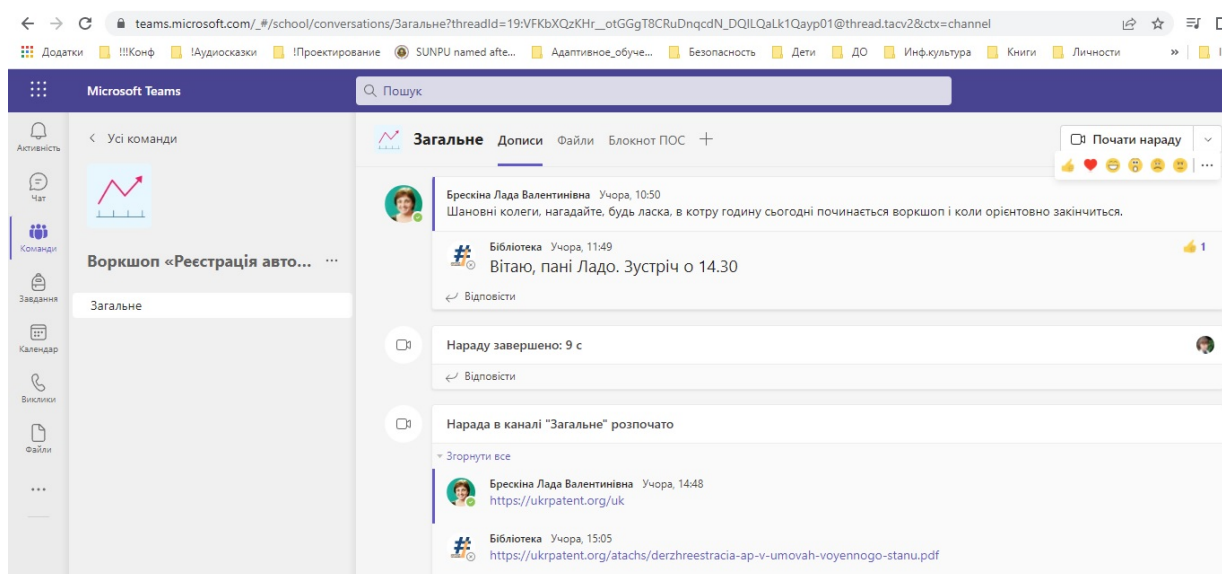 teams.microsoft.com/_#/school/conversations/Загальне?threadId=19:VFKbXQzKHr__otGGgT8CRuDnqcdN_DQILQaLk1Qayp01@thread.tacv2&ctx=channel
Додатки !!!Конф !Аудиосказки !Проектирование SUNPU named afte... Адаптивное_обуче... Безопасность Дети ДО Инф.культура Книги Личности »
Microsoft Teams
Пошук
Активність
Чат
Команди
Завдання
Календар
Виклики
Файли
...
Усі команди
Воркшоп «Реєстрація авто... ...
Загальне
Загальне Дописи Файли Блокнот ПОС +
Почати нараду
Брескіна Лада Валентинівна Учора, 10:50
Шановні колеги, нагадайте, будь ласка, в котру годину сьогодні починається воркшоп і коли орієнтовно закінчиться.
Бібліотека Учора, 11:49
1
Вітаю, пані Ладо. Зустріч о 14.30
Відповісти
Нараду завершено: 9 с
Відповісти
Нарада в каналі "Загальне" розпочато
Згорнути все
Брескіна Лада Валентинівна Учора, 14:48
https://ukrpatent.org/uk
Бібліотека Учора, 15:05
https://ukrpatent.org/atachs/derzhreestracia-ap-v-umovah-voyennogo-stanu.pdf